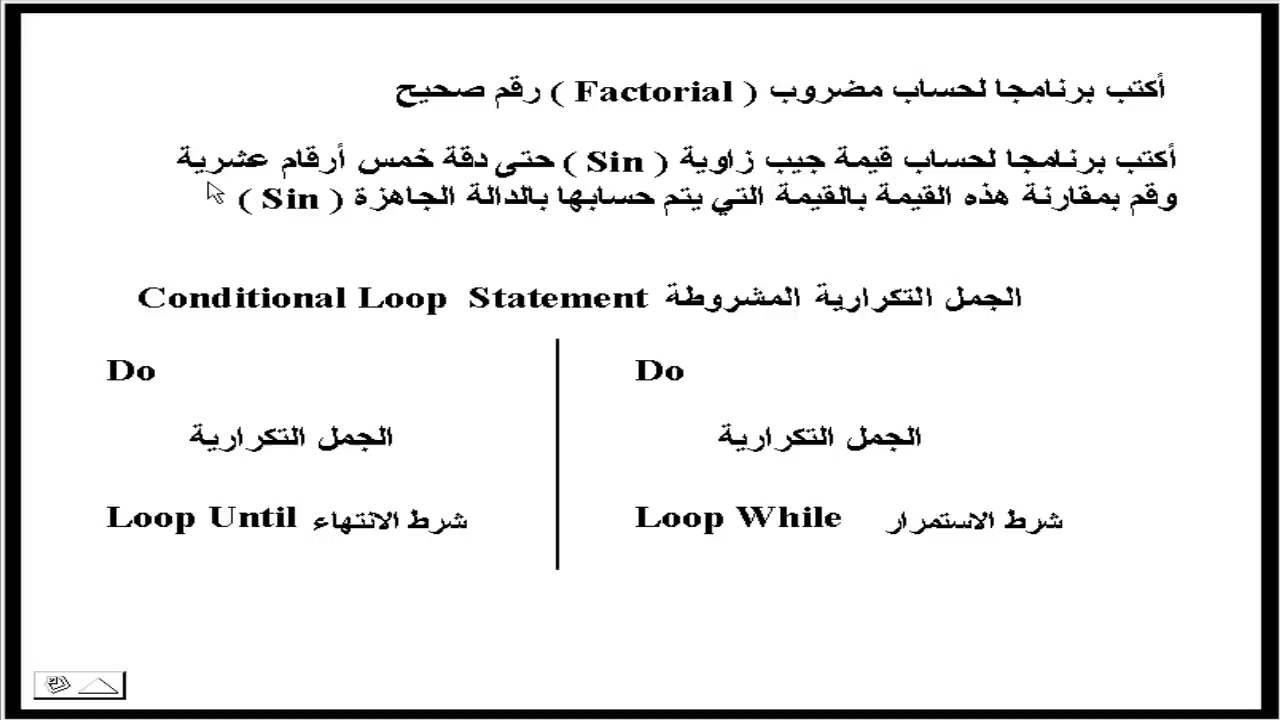 أكتب برنامجا لحساب مضروب ( Factorial ) رقم صحيح
أكتب برنامجا لحساب قيمة جيب زاوية ( Sin ) حتى دقة خمس أرقام عشرية
وقم بمقارنة هذه القيمة بالقيمة التي يتم حسابها بالدالة الجاهزة ( Sin )
الجمل التكرارية المشروطة Conditional Loop Statement
Do
الجمل التكرارية
Loop While شرط الاستمرار
Do
الجمل التكرارية
Loop Until شرط الانتهاء